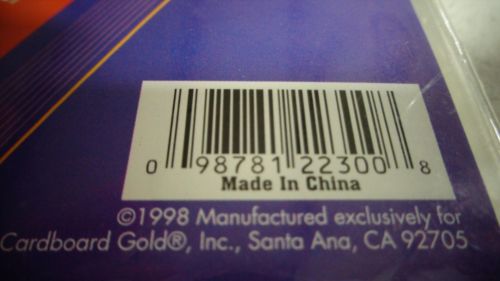 0 98781 22300 8
Made In China
©1998 Manufactured exclusively for
Cardboard Gold®, Inc., Santa Ana, CA 92705